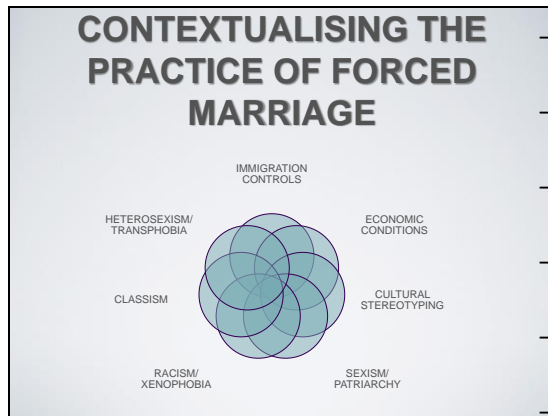 CONTEXTUALISING THE
PRACTICE OF FORCED
MARRIAGE
IMMIGRATION
CONTROLS
HETEROSEXISM/
TRANSPHOBIA
ECONOMIC
CONDITIONS
CLASSISM
CULTURAL
STEREOTYPING
RACISM/
XENOPHOBIA
SEXISM/
PATRIARCHY